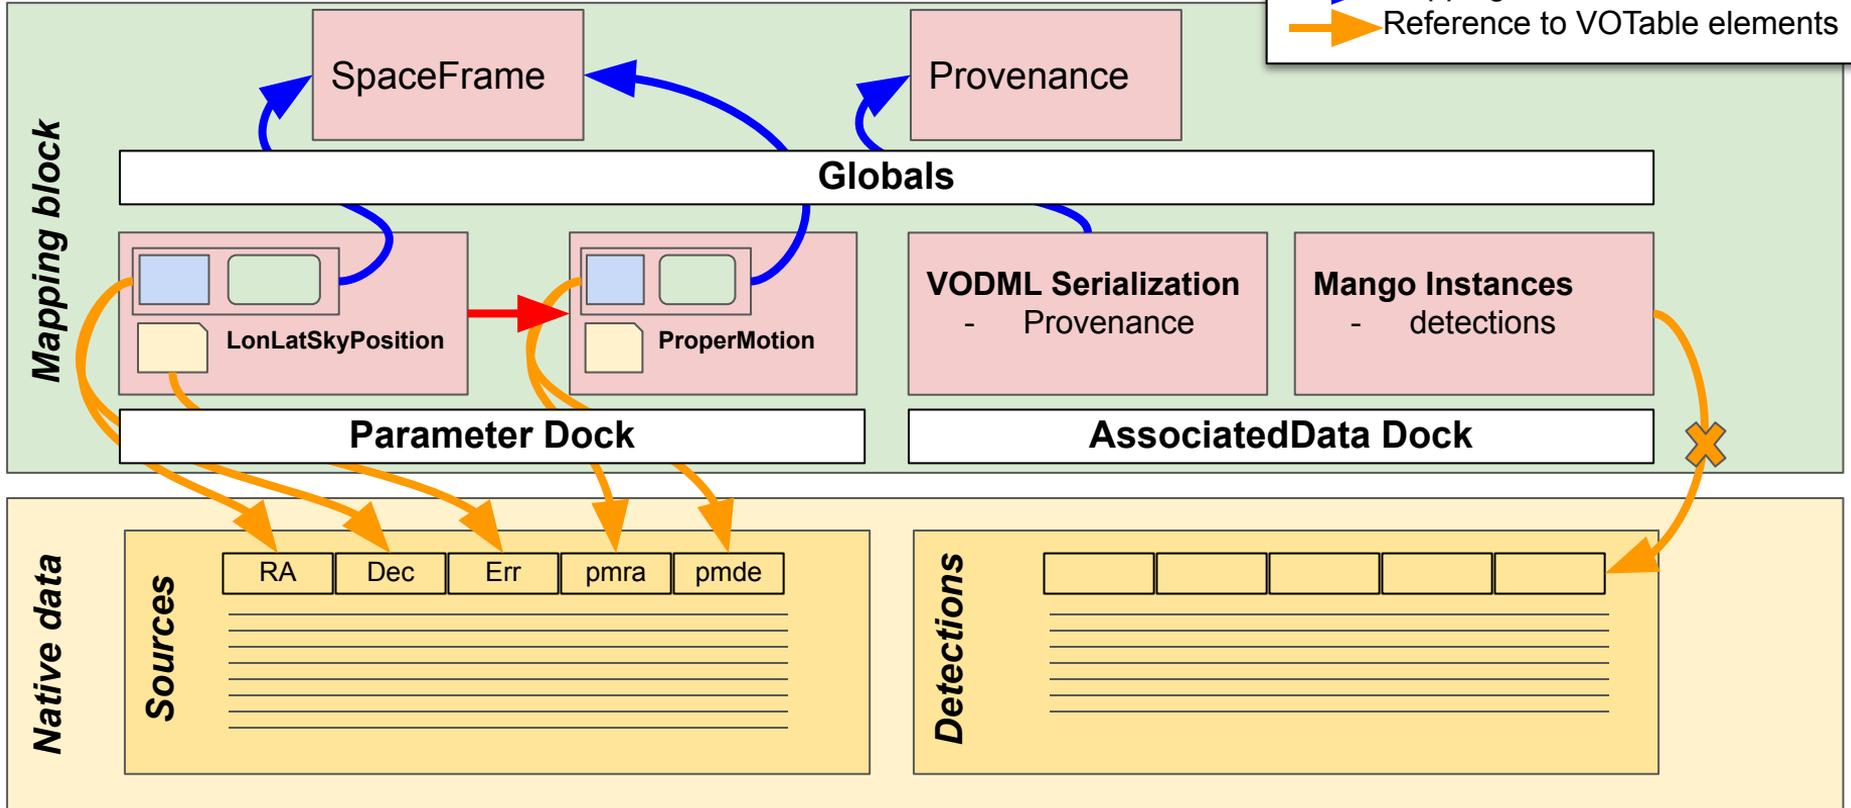 Reference to VOTable elements
SpaceFrame
Provenance
Mapping block
Globals
LonLatSkyPosition
ProperMotion
VODML Serialization
- Provenance
Mango Instances
- detections
Parameter Dock
AssociatedData Dock
Native data
Sources
RA
Dec
Err
pmra
pmde
Detections